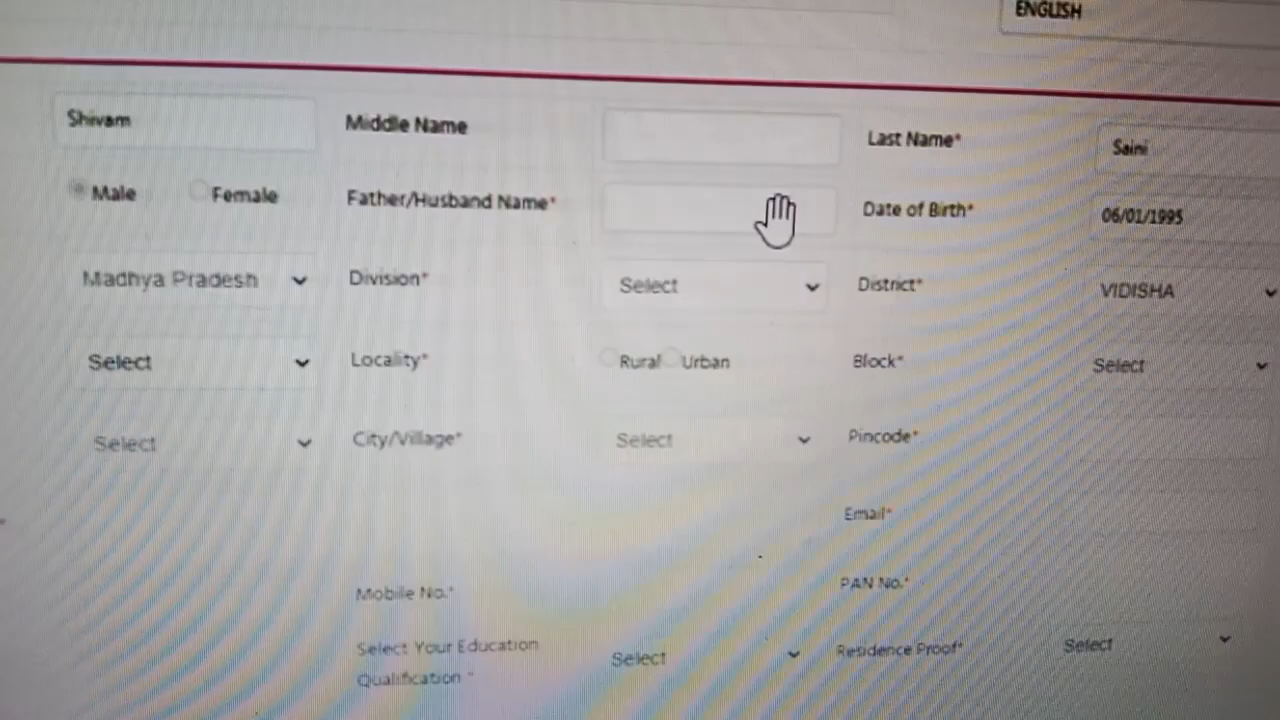 ENGLISH
Shivam Middle Name Last Name* Saini
Male Female Father/Husband Name* Date of Birth* 06/01/1995
Madhya Pradesh Division* Select District* VIDISHA
Select Locality* Rural Urban Block* Select
Select City/Village* Select Pincode*
Email*
Mobile No.* PAN No.*
Select Your Education Qualification * Select Residence Proof* Select